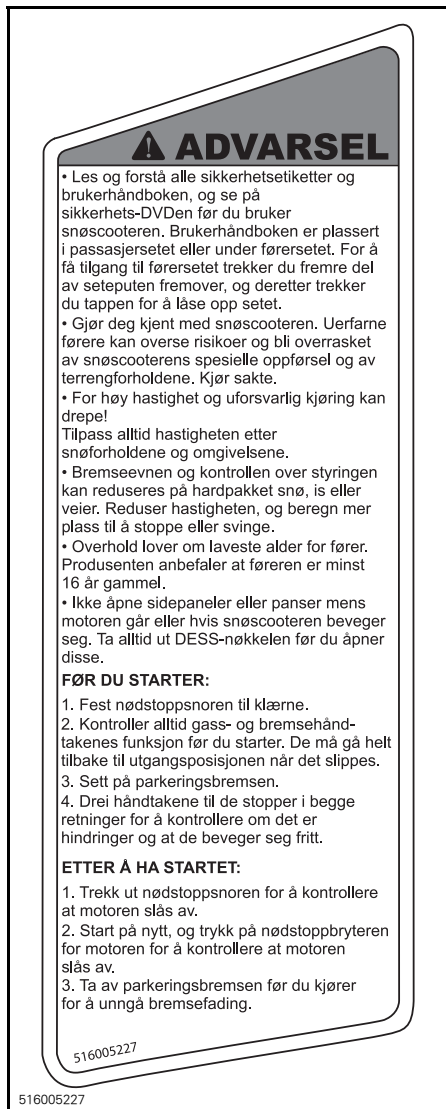 ADVARSEL
• Les og forstå alle sikkerhetsetiketter og
brukerhåndboken, og se på
sikkerhets-DVDen før du bruker
snøscooteren. Brukerhåndboken er plassert
i passasjersetet eller under førersetet. For å
få tilgang til førersetet trekker du fremre del
av seteputen fremover, og deretter trekker
du tappen for å låse opp setet.
• Gjør deg kjent med snøscooteren. Uerfarne
førere kan overse risikoer og bli overrasket
av snøscooterens spesielle oppførsel og av
terrengforholdene. Kjør sakte.
• For høy hastighet og uforsvarlig kjøring kan
drepe!
Tilpass alltid hastigheten etter
snøforholdene og omgivelsene.
• Bremseevnen og kontrollen over styringen
kan reduseres på hardpakket snø, is eller
veier. Reduser hastigheten, og beregn mer
plass til å stoppe eller svinge.
• Overhold lover om laveste alder for fører.
Produsenten anbefaler at føreren er minst
16 år gammel.
• Ikke åpne sidepaneler eller panser mens
motoren går eller hvis snøscooteren beveger
seg. Ta alltid ut DESS-nøkkelen før du åpner
disse.
FØR DU STARTER:
1. Fest nødstoppsnoren til klærne.
2. Kontroller alltid gass- og bremsehånd-
takenes funksjon før du starter. De må gå helt
tilbake til utgangsposisjonen når det slippes.
3. Sett på parkeringsbremsen.
4. Drei håndtakene til de stopper i begge
retninger for å kontrollere om det er
hindringer og at de beveger seg fritt.
ETTER Å HA STARTET:
1. Trekk ut nødstoppsnoren for å kontrollere
at motoren slås av.
2. Start på nytt, og trykk på nødstoppbryteren
for motoren for å kontrollere at motoren
slås av.
3. Ta av parkeringsbremsen før du kjører
for å unngå bremsefading.
516005227
516005227